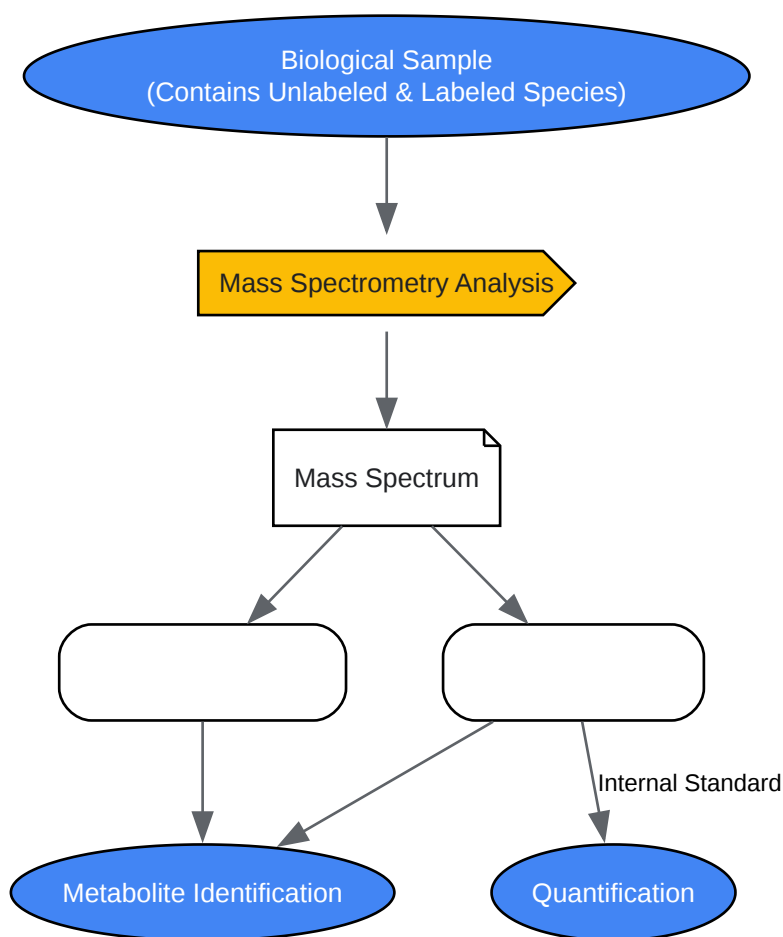 Biological Sample
(Contains Unlabeled & Labeled Species)
Mass Spectrometry Analysis
Mass Spectrum
Internal Standard
Metabolite Identification
Quantification